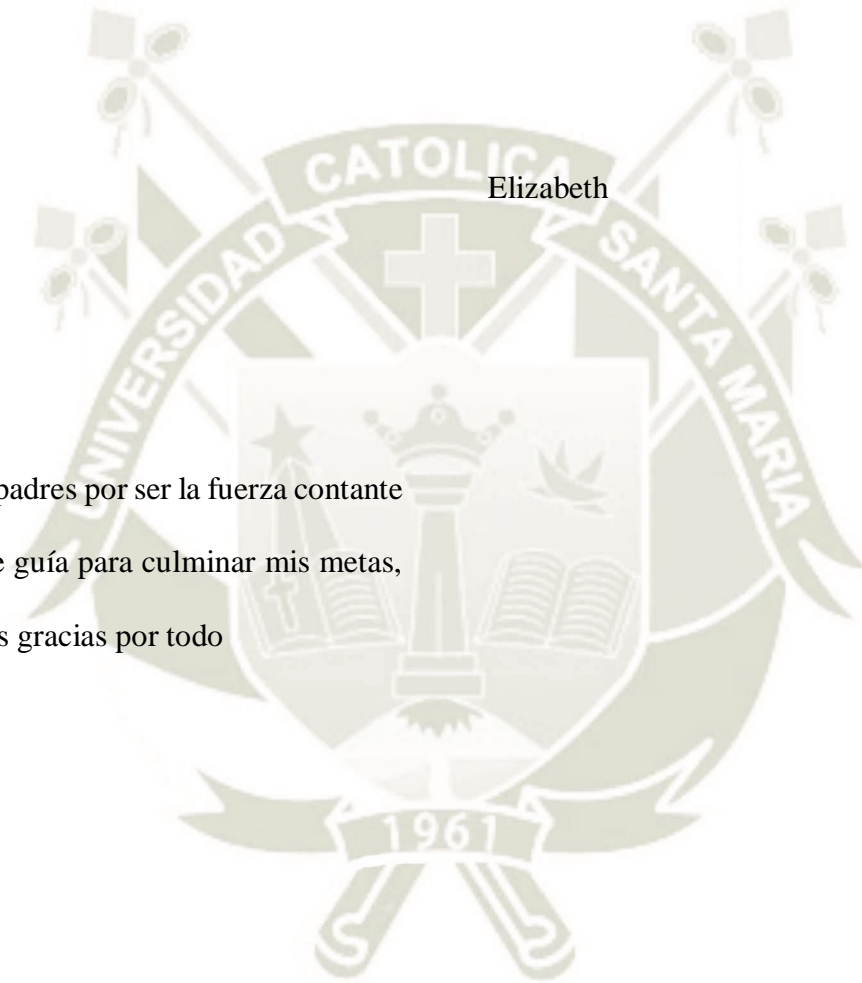 CATOLICA
Elizabeth
UNIVERSIDAD
SANTA MARIA
padres por ser la fuerza contante
guía para culminar mis metas,
gracias por todo
1961